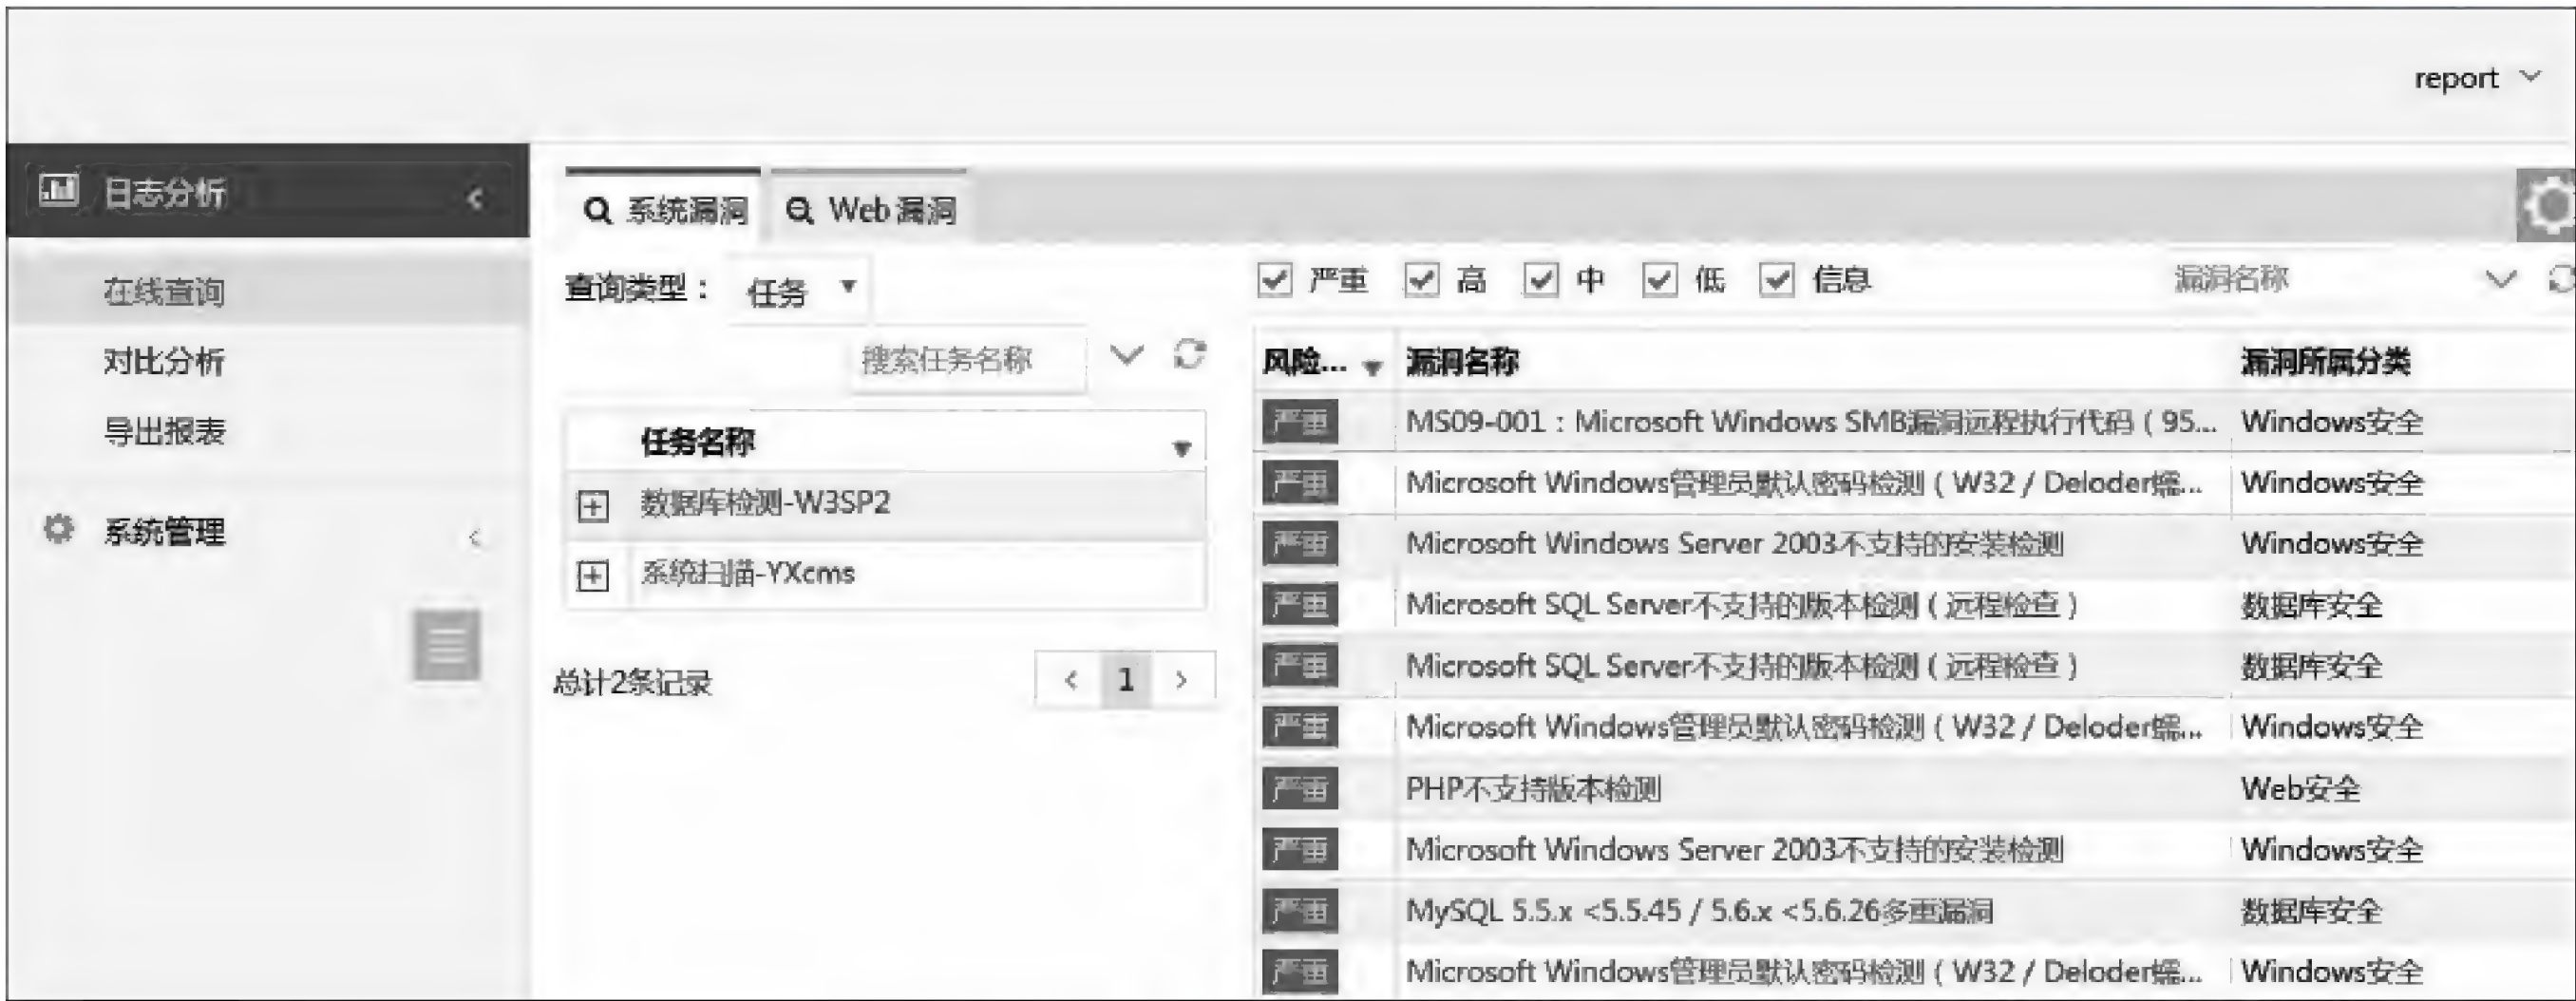 report
日志分析
在线查询
对比分析
导出报表
系统管理
系统漏洞 Web漏洞
查询类型： 任务
搜索任务名称
任务名称
数据库检测-W3SP2
系统扫描-YXcms
总计2条记录
< 1 >
严重 高 中 低 信息 漏洞名称
风险... 漏洞名称 漏洞所属分类
严重 MS09-001：Microsoft Windows SMB漏洞远程执行代码（95... Windows安全
严重 Microsoft Windows管理员默认密码检测（W32 / Deloder蠕... Windows安全
严重 Microsoft Windows Server 2003不支持的安装检测 Windows安全
严重 Microsoft SQL Server不支持的版本检测（远程检查） 数据库安全
严重 Microsoft SQL Server不支持的版本检测（远程检查） 数据库安全
严重 Microsoft Windows管理员默认密码检测（W32 / Deloder蠕... Windows安全
严重 PHP不支持版本检测 Web安全
严重 Microsoft Windows Server 2003不支持的安装检测 Windows安全
严重 MySQL 5.5.x <5.5.45 / 5.6.x <5.6.26多重漏洞 数据库安全
严重 Microsoft Windows管理员默认密码检测（W32 / Deloder蠕... Windows安全